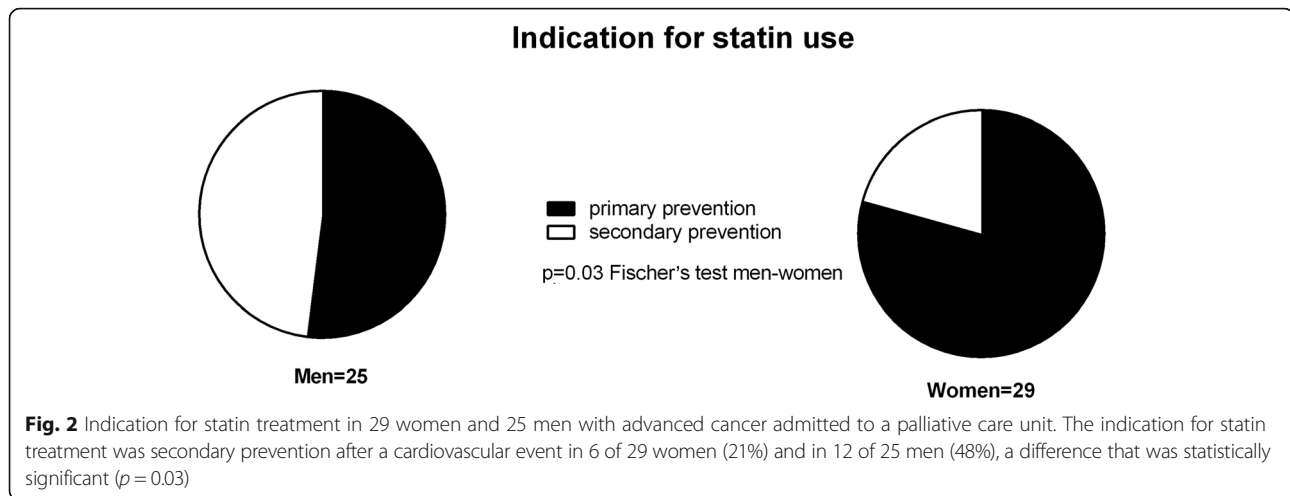 Indication for statin use
primary prevention
secondary prevention
p=0.03 Fischer's test men-women
Men=25
Women=29
Fig. 2 Indication for statin treatment in 29 women and 25 men with advanced cancer admitted to a palliative care unit. The indication for statin
treatment was secondary prevention after a cardiovascular event in 6 of 29 women (21%) and in 12 of 25 men (48%), a difference that was statistically
significant (p = 0.03)